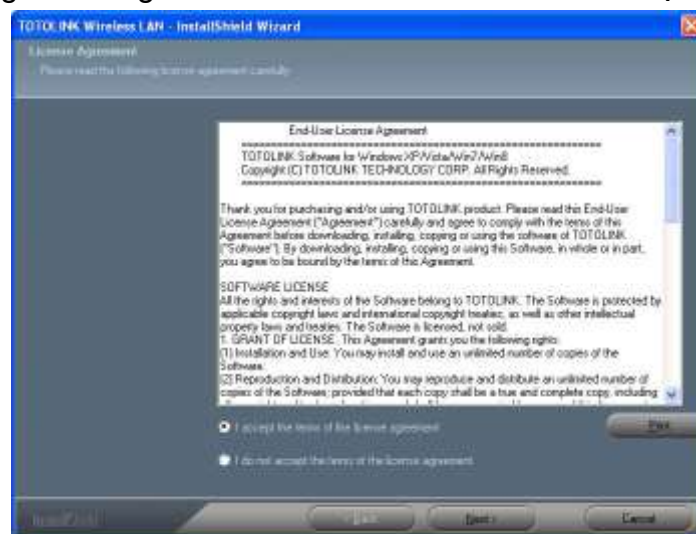 TOTOLINK Wireless LAN - InstallShield Wizard
License Agreement
Please read the following license agreement carefully.
End-User License Agreement
TOTOLINK Software for Windows XP/Vista/Win7/Win8
Copyright (C) TOTOLINK TECHNOLOGY CORP. All Rights Reserved.
Thank you for purchasing and/or using TOTOLINK product. Please read this End-User
License Agreement ("Agreement") carefully and agree to comply with the terms of this
Agreement before downloading, installing, copying or using the software of TOTOLINK
("Software"). By downloading, installing, copying or using this Software, in whole or in part,
you agree to be bound by the terms of this Agreement.
SOFTWARE LICENSE
All the rights and interests of the Software belong to TOTOLINK. The Software is protected by
applicable copyright laws and international copyright treaties, as well as other intellectual
property laws and treaties. The Software is licensed, not sold.
1. GRANT OF LICENSE. This Agreement grants you the following rights:
(1) Installation and Use: You may install and use an unlimited number of copies of the
Software.
(2) Reproduction and Distribution: You may reproduce and distribute an unlimited number of
copies of the Software; provided that each copy shall be a true and complete copy, including
I accept the terms of the license agreement
Print
I do not accept the terms of the license agreement
InstallShield
< Back
Next >
Cancel